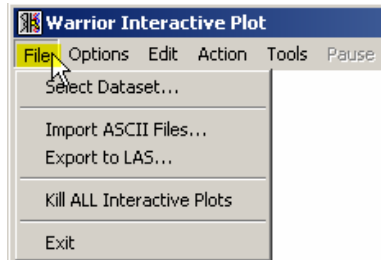 Warrior Interactive Plot
File Options Edit Action Tools Pause
Select Dataset...
Import ASCII Files...
Export to LAS...
Kill ALL Interactive Plots
Exit